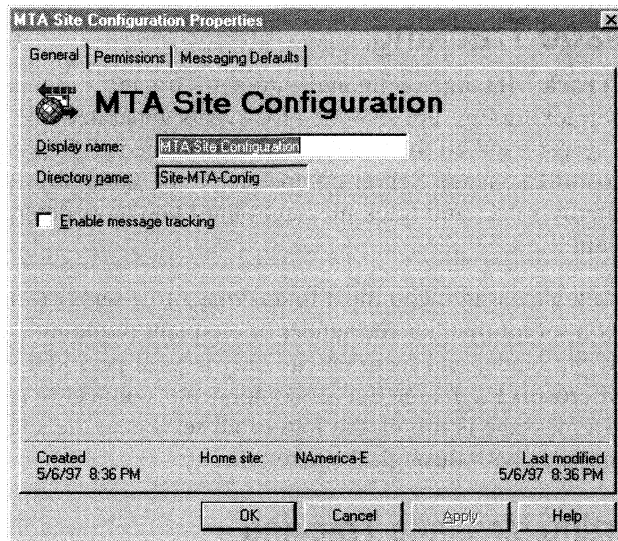 MTA Site Configuration Properties
General Permissions Messaging Defaults
MTA Site Configuration
Display name: MTA Site Configuration
Directory name: Site-MTA-Config
Enable message tracking
Created Home site: NAmerica-E Last modified
5/6/97 8:36 PM 5/6/97 8:36 PM
OK Cancel Apply Help